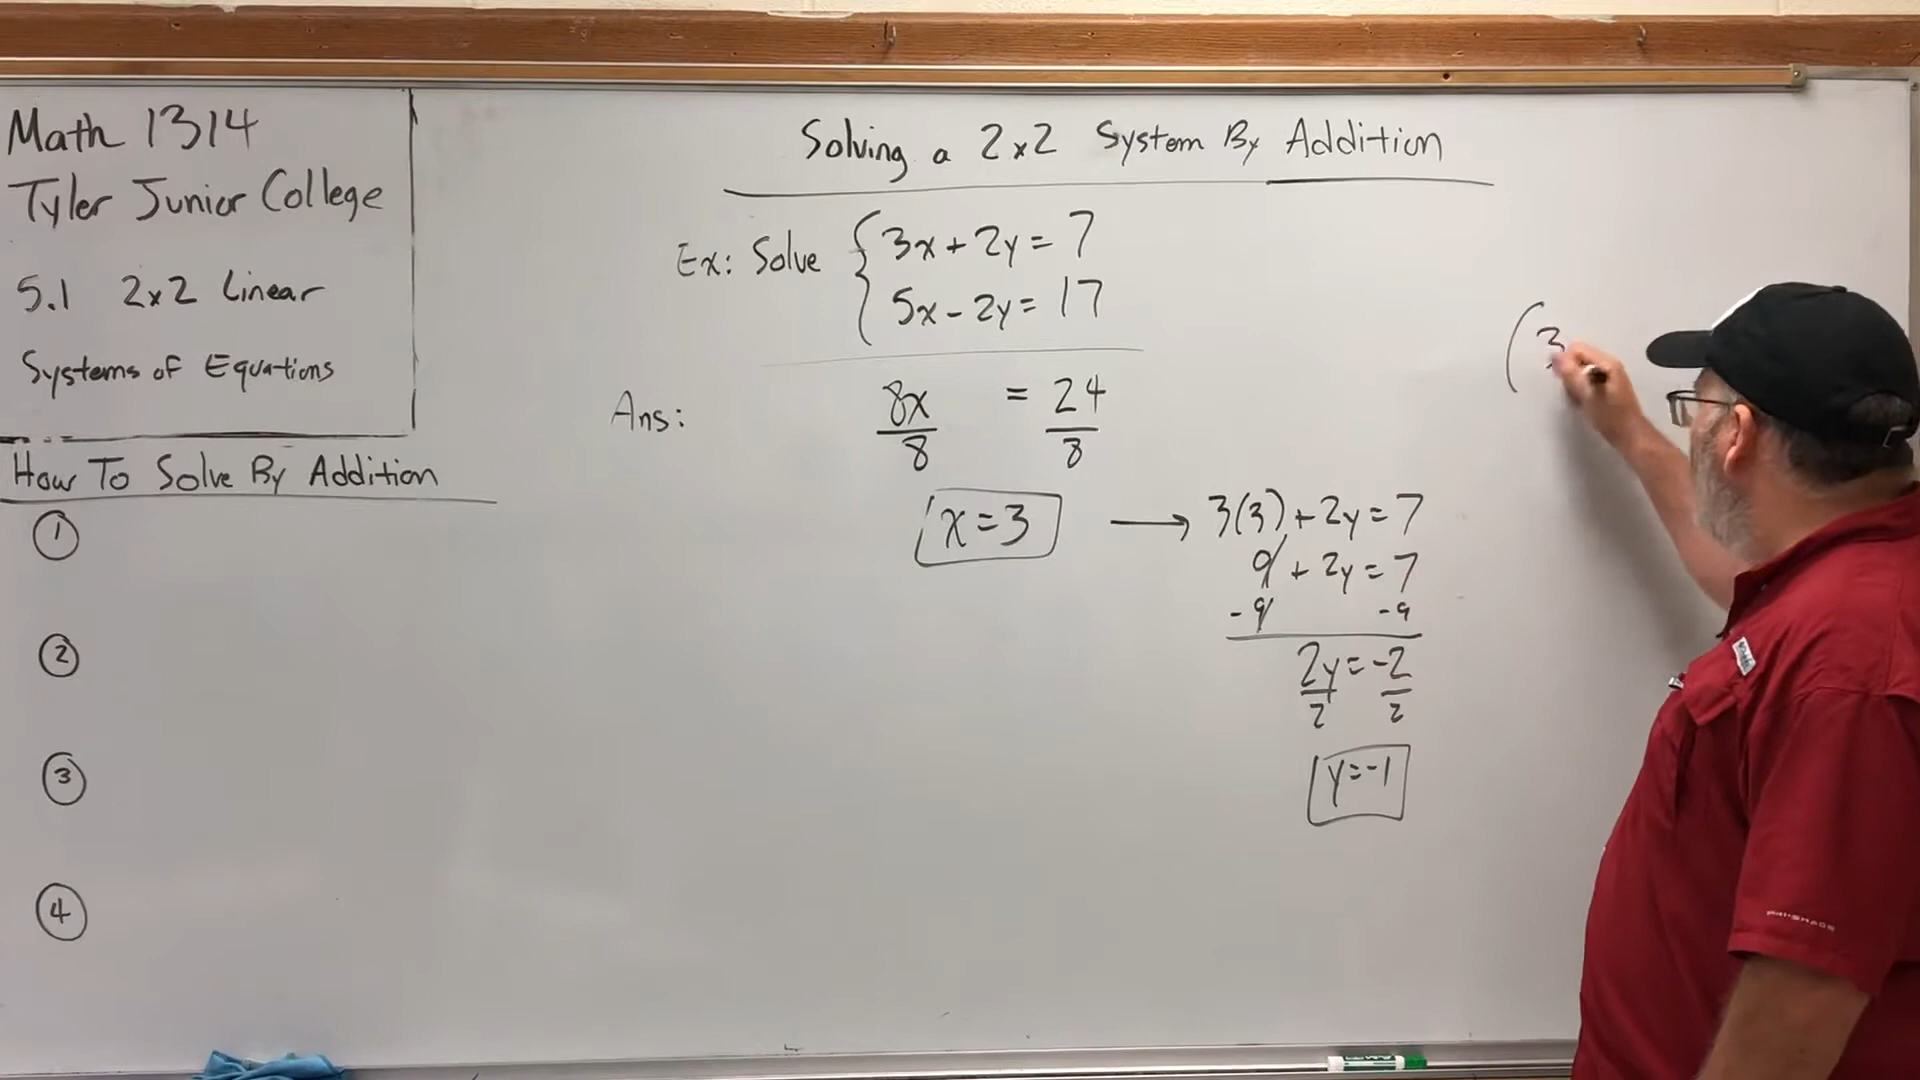 Math 1314
Tyler Junior College
5.1 2x2 Linear
Systems of Equations
How To Solve By Addition
①
②
③
④
Solving a 2x2 System By Addition
Ex: Solve { 3x + 2y = 7
5x - 2y = 17
Ans: 8x/8 = 24/8
x = 3 → 3(3) + 2y = 7
9 + 2y = 7
-9 -9
2y/2 = -2/2
y = -1
(3